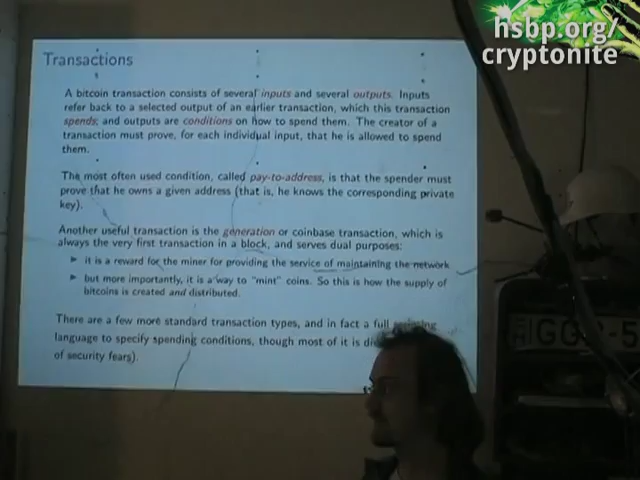 hsbp.org/
cryptonite
Transactions
A bitcoin transaction consists of several inputs and several outputs. Inputs
refer back to a selected output of an earlier transaction, which this transaction
spends, and outputs are conditions on how to spend them. The creator of a
transaction must prove, for each individual input, that he is allowed to spend
them.
The most often used condition, called pay-to-address, is that the spender must
prove that he owns a given address (that is, he knows the corresponding private
key).
Another useful transaction is the generation or coinbase transaction, which is
always the very first transaction in a block, and serves dual purposes:
► it is a reward for the miner for providing the service of maintaining the network
► but more importantly, it is a way to "mint" coins. So this is how the supply of
bitcoins is created and distributed.
There are a few more standard transaction types, and in fact a full
language to specify spending conditions, though most of it is
of security fears).